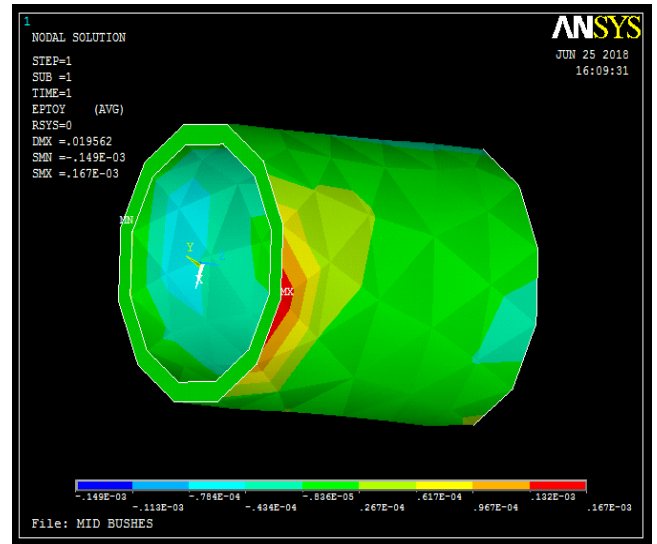 1
ANSYS
NODAL SOLUTION
JUN 25 2018
16:09:31
STEP=1
SUB =1
TIME=1
EPTOY (AVG)
RSYS=0
DMX =.019562
SMN =-.149E-03
SMX =.167E-03
MN
Y
X
MX
-.149E-03 -.784E-04 -.836E-05 .617E-04 .132E-03
-.113E-03 -.434E-04 .267E-04 .967E-04 .167E-03
File: MID BUSHES